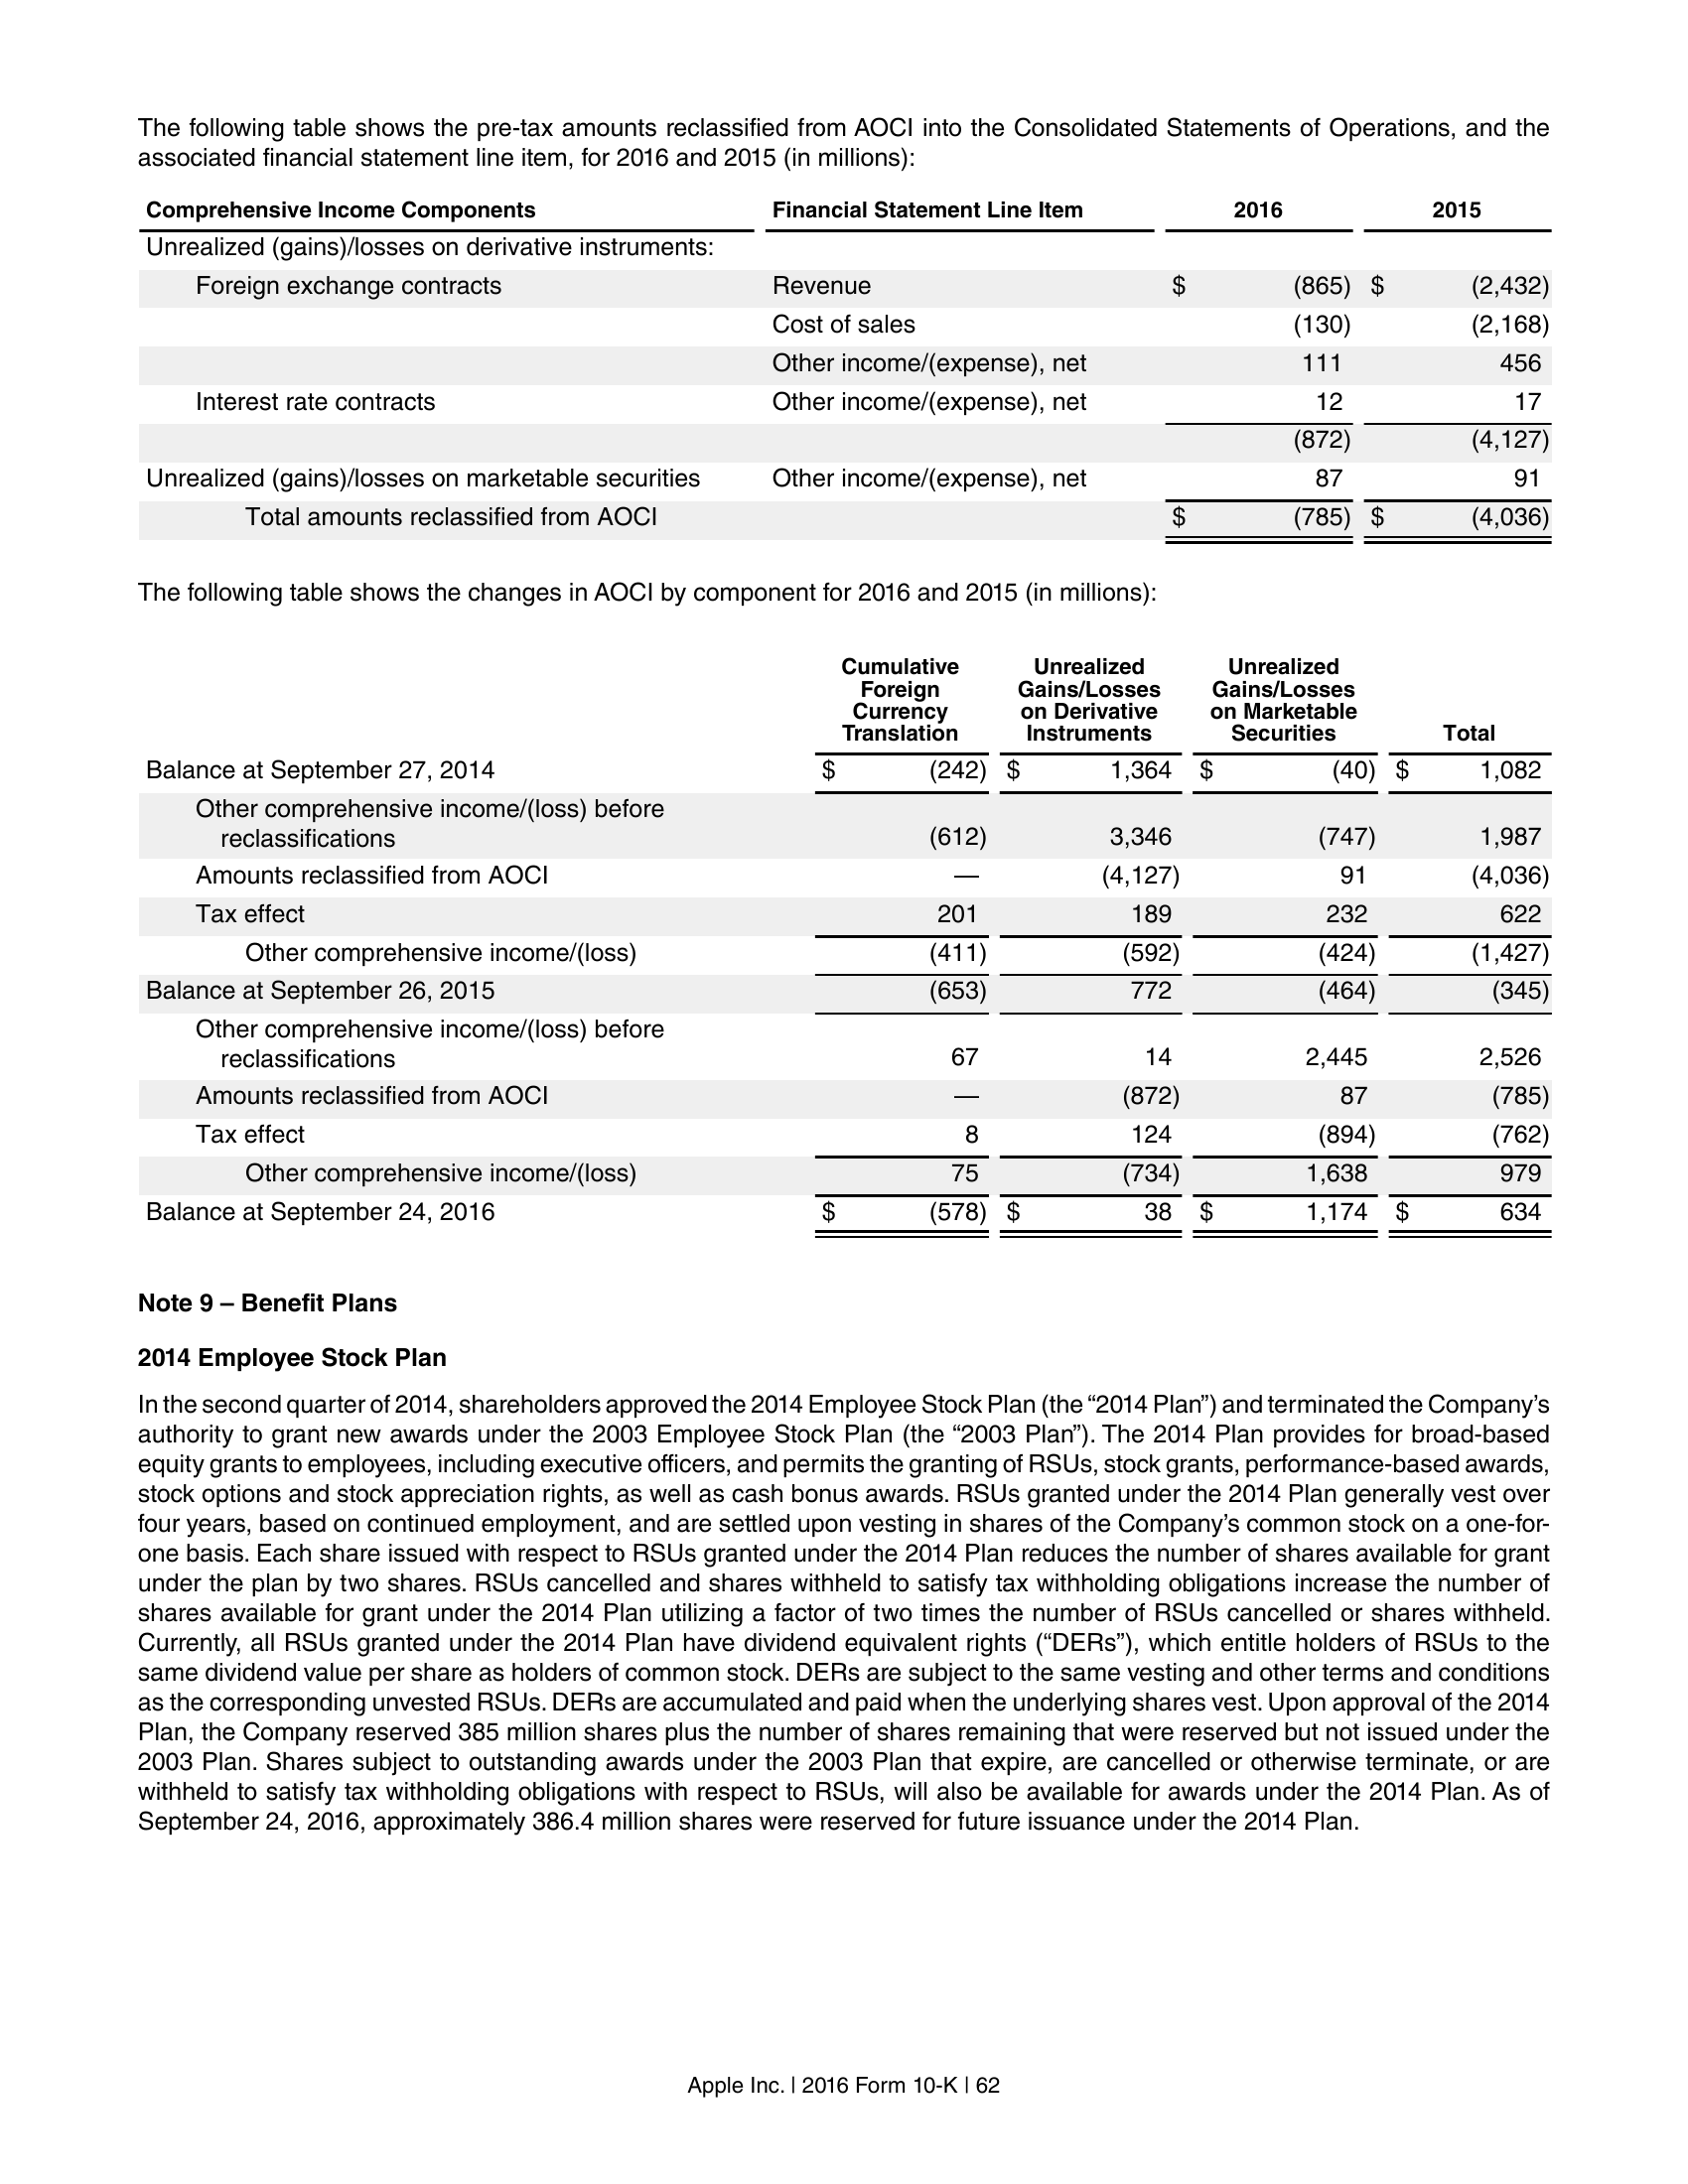 The following table shows the pre-tax amounts reclassified from AOCI into the Consolidated Statements of Operations, and the
associated financial statement line item, for 2016 and 2015 (in millions):
Comprehensive Income Components Financial Statement Line Item 2016 2015
Unrealized (gains)/losses on derivative instruments:
Foreign exchange contracts Revenue $ (865) $ (2,432)
Cost of sales (130) (2,168)
Other income/(expense), net 111 456
Interest rate contracts Other income/(expense), net 12 17
(872) (4,127)
Unrealized (gains)/losses on marketable securities Other income/(expense), net 87 91
Total amounts reclassified from AOCI $ (785) $ (4,036)
The following table shows the changes in AOCI by component for 2016 and 2015 (in millions):
Cumulative Unrealized Unrealized
Foreign Gains/Losses Gains/Losses
Currency on Derivative on Marketable
Translation Instruments Securities Total
Balance at September 27, 2014 $ (242) $ 1,364 $ (40) $ 1,082
Other comprehensive income/(loss) before
reclassifications (612) 3,346 (747) 1,987
Amounts reclassified from AOCI — (4,127) 91 (4,036)
Tax effect 201 189 232 622
Other comprehensive income/(loss) (411) (592) (424) (1,427)
Balance at September 26, 2015 (653) 772 (464) (345)
Other comprehensive income/(loss) before
reclassifications 67 14 2,445 2,526
Amounts reclassified from AOCI — (872) 87 (785)
Tax effect 8 124 (894) (762)
Other comprehensive income/(loss) 75 (734) 1,638 979
Balance at September 24, 2016 $ (578) $ 38 $ 1,174 $ 634
Note 9 – Benefit Plans
2014 Employee Stock Plan
In the second quarter of 2014, shareholders approved the 2014 Employee Stock Plan (the “2014 Plan”) and terminated the Company’s
authority to grant new awards under the 2003 Employee Stock Plan (the “2003 Plan”). The 2014 Plan provides for broad-based
equity grants to employees, including executive officers, and permits the granting of RSUs, stock grants, performance-based awards,
stock options and stock appreciation rights, as well as cash bonus awards. RSUs granted under the 2014 Plan generally vest over
four years, based on continued employment, and are settled upon vesting in shares of the Company’s common stock on a one-for-
one basis. Each share issued with respect to RSUs granted under the 2014 Plan reduces the number of shares available for grant
under the plan by two shares. RSUs cancelled and shares withheld to satisfy tax withholding obligations increase the number of
shares available for grant under the 2014 Plan utilizing a factor of two times the number of RSUs cancelled or shares withheld.
Currently, all RSUs granted under the 2014 Plan have dividend equivalent rights (“DERs”), which entitle holders of RSUs to the
same dividend value per share as holders of common stock. DERs are subject to the same vesting and other terms and conditions
as the corresponding unvested RSUs. DERs are accumulated and paid when the underlying shares vest. Upon approval of the 2014
Plan, the Company reserved 385 million shares plus the number of shares remaining that were reserved but not issued under the
2003 Plan. Shares subject to outstanding awards under the 2003 Plan that expire, are cancelled or otherwise terminate, or are
withheld to satisfy tax withholding obligations with respect to RSUs, will also be available for awards under the 2014 Plan. As of
September 24, 2016, approximately 386.4 million shares were reserved for future issuance under the 2014 Plan.
Apple Inc. | 2016 Form 10-K | 62